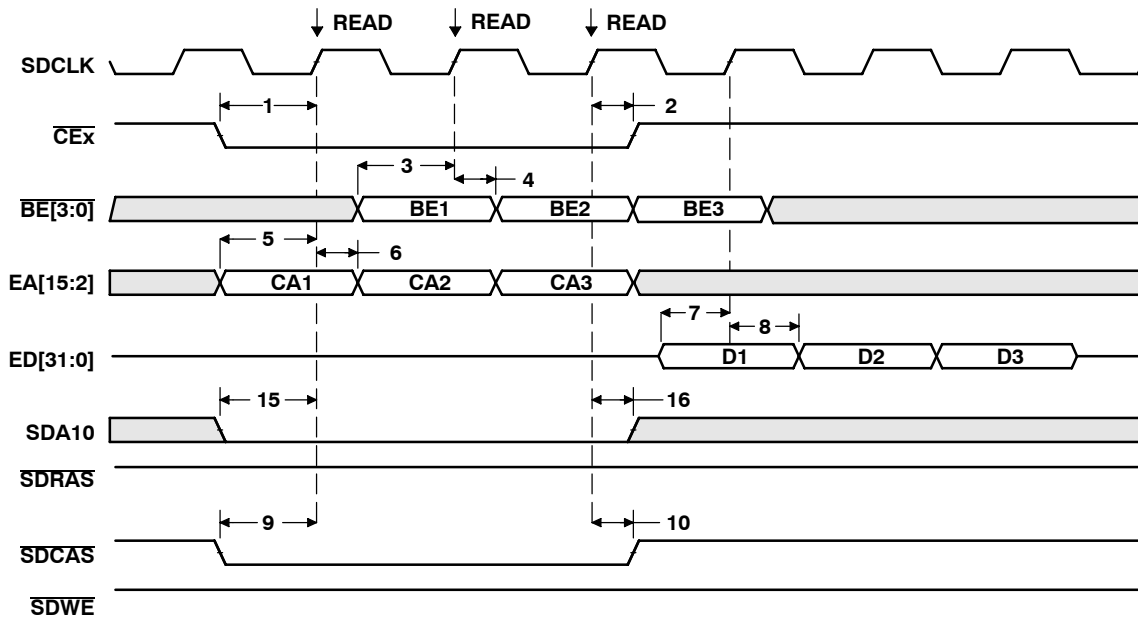 READ READ READ
SDCLK
1 2
CEx
3 4
BE[3:0] BE1 BE2 BE3
5 6
EA[15:2] CA1 CA2 CA3
7 8
ED[31:0] D1 D2 D3
15 16
SDA10
SDRAS
9 10
SDCAS
SDWE